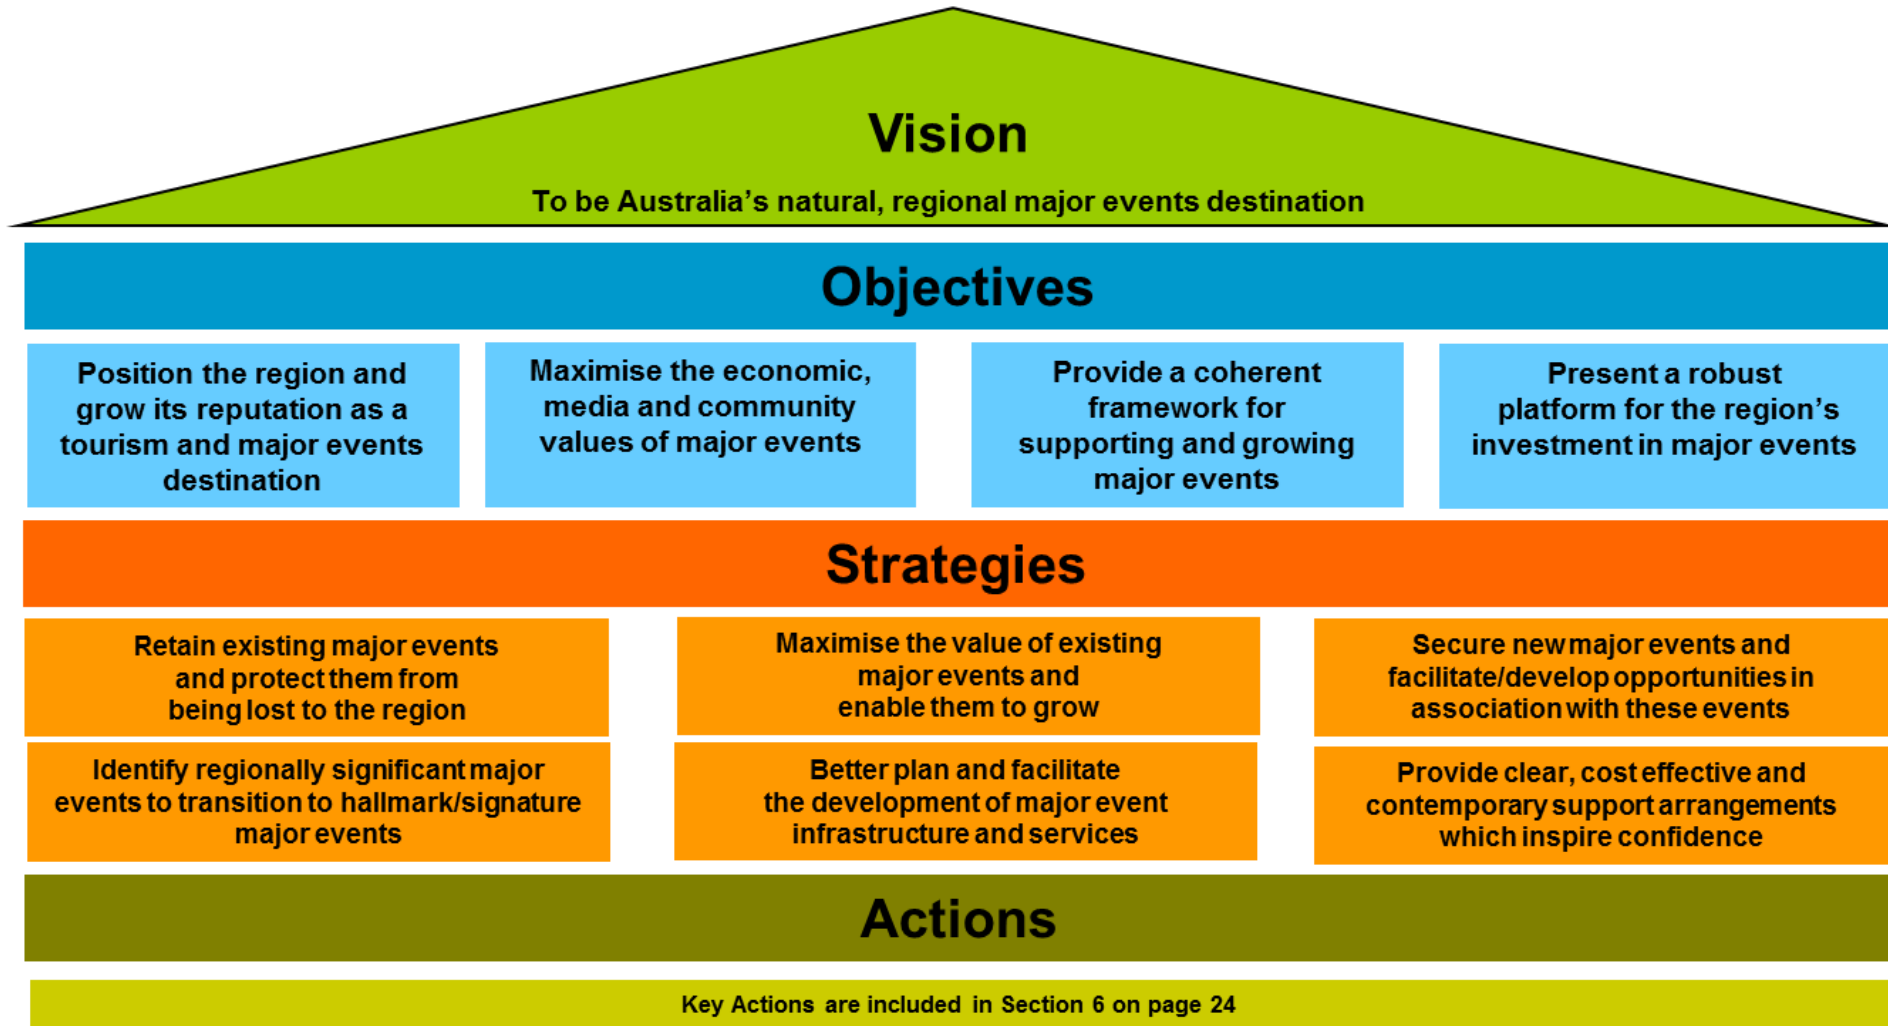 Vision
To be Australia’s natural, regional major events destination
Objectives
Position the region and
grow its reputation as a
tourism and major events
destination
Maximise the economic,
media and community
values of major events
Provide a coherent
framework for
supporting and growing
major events
Present a robust
platform for the region’s
investment in major events
Strategies
Retain existing major events
and protect them from
being lost to the region
Maximise the value of existing
major events and
enable them to grow
Secure new major events and
facilitate/develop opportunities in
association with these events
Identify regionally significant major
events to transition to hallmark/signature
major events
Better plan and facilitate
the development of major event
infrastructure and services
Provide clear, cost effective and
contemporary support arrangements
which inspire confidence
Actions
Key Actions are included in Section 6 on page 24